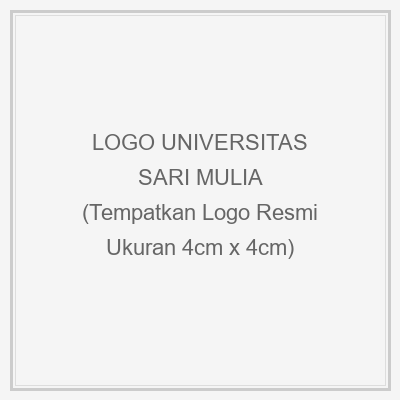 LOGO UNIVERSITAS
SARI MULIA
(Tempatkan Logo Resmi
Ukuran 4cm x 4cm)